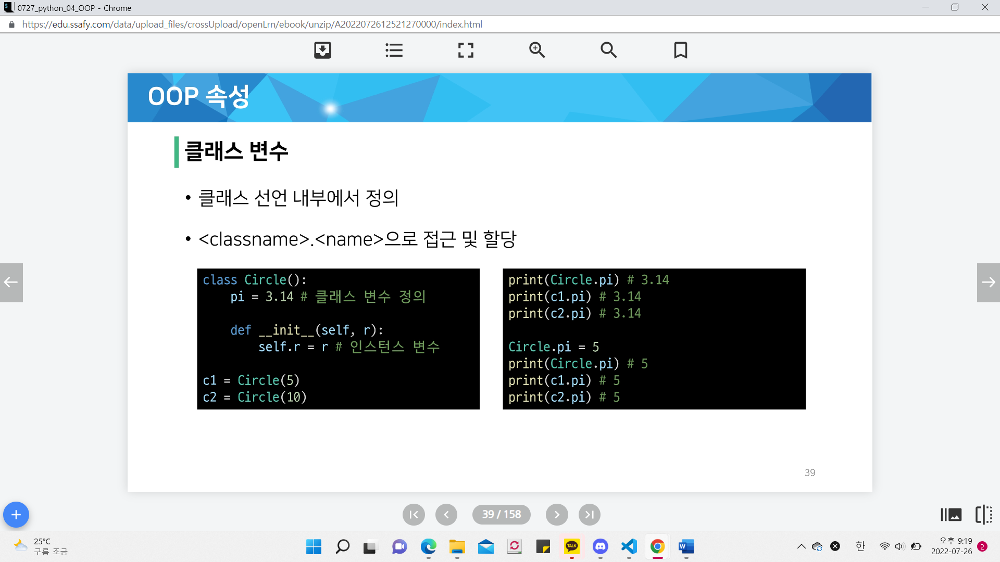 0727_python_04_OOP - Chrome
https://edu.ssafy.com/data/upload_files/crossUpload/openLrn/ebook/unzip/A2022072612521270000/index.html
OOP 속성
클래스 변수
• 클래스 선언 내부에서 정의
• <classname>.<name>으로 접근 및 할당
class Circle():
    pi = 3.14 # 클래스 변수 정의
    def __init__(self, r):
        self.r = r # 인스턴스 변수
c1 = Circle(5)
c2 = Circle(10)
print(Circle.pi) # 3.14
print(c1.pi) # 3.14
print(c2.pi) # 3.14
Circle.pi = 5
print(Circle.pi) # 5
print(c1.pi) # 5
print(c2.pi) # 5
39
39 / 158
25°C
구름 조금
TALK
W
한
오후 9:19
2022-07-26
2